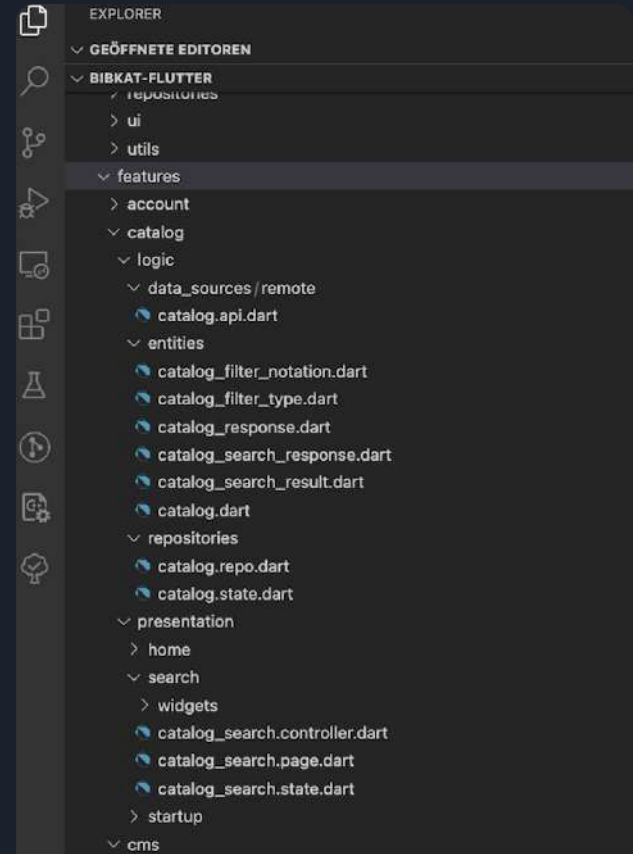 EXPLORER
GEÖFFNETE EDITOREN
BIBKAT-FLUTTER
repositories
ui
utils
features
account
catalog
logic
data_sources/remote
catalog.api.dart
entities
catalog_filter_notation.dart
catalog_filter_type.dart
catalog_response.dart
catalog_search_response.dart
catalog_search_result.dart
catalog.dart
repositories
catalog.repo.dart
catalog.state.dart
presentation
home
search
widgets
catalog_search.controller.dart
catalog_search.page.dart
catalog_search.state.dart
startup
cms